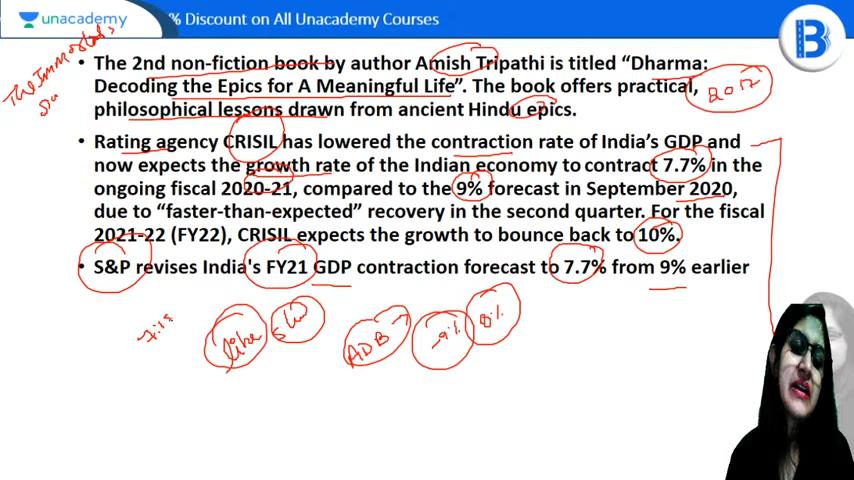 unacademy
% Discount on All Unacademy Courses
B
The Immortals
• The 2nd non-fiction book by author Amish Tripathi is titled “Dharma:
Decoding the Epics for A Meaningful Life”. The book offers practical,
philosophical lessons drawn from ancient Hindu epics.
2017
• Rating agency CRISIL has lowered the contraction rate of India’s GDP and
now expects the growth rate of the Indian economy to contract 7.7% in the
ongoing fiscal 2020-21, compared to the 9% forecast in September 2020,
due to “faster-than-expected” recovery in the second quarter. For the fiscal
2021-22 (FY22), CRISIL expects the growth to bounce back to 10%.
• S&P revises India's FY21 GDP contraction forecast to 7.7% from 9% earlier
ADB → -9% 8%